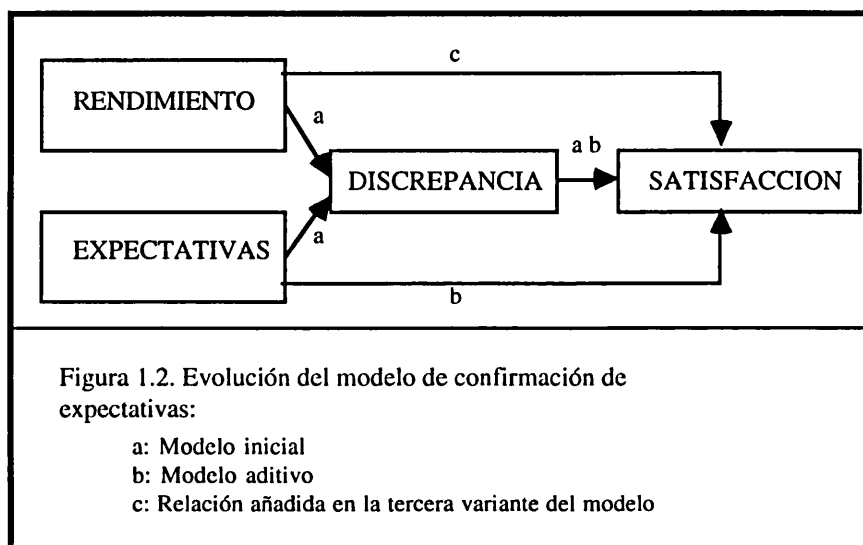 c
RENDIMIENTO
a
a b
DISCREPANCIA
SATISFACCION
EXPECTATIVAS
a
b
Figura 1.2. Evolución del modelo de confirmación de
expectativas:
a: Modelo inicial
b: Modelo aditivo
c: Relación añadida en la tercera variante del modelo